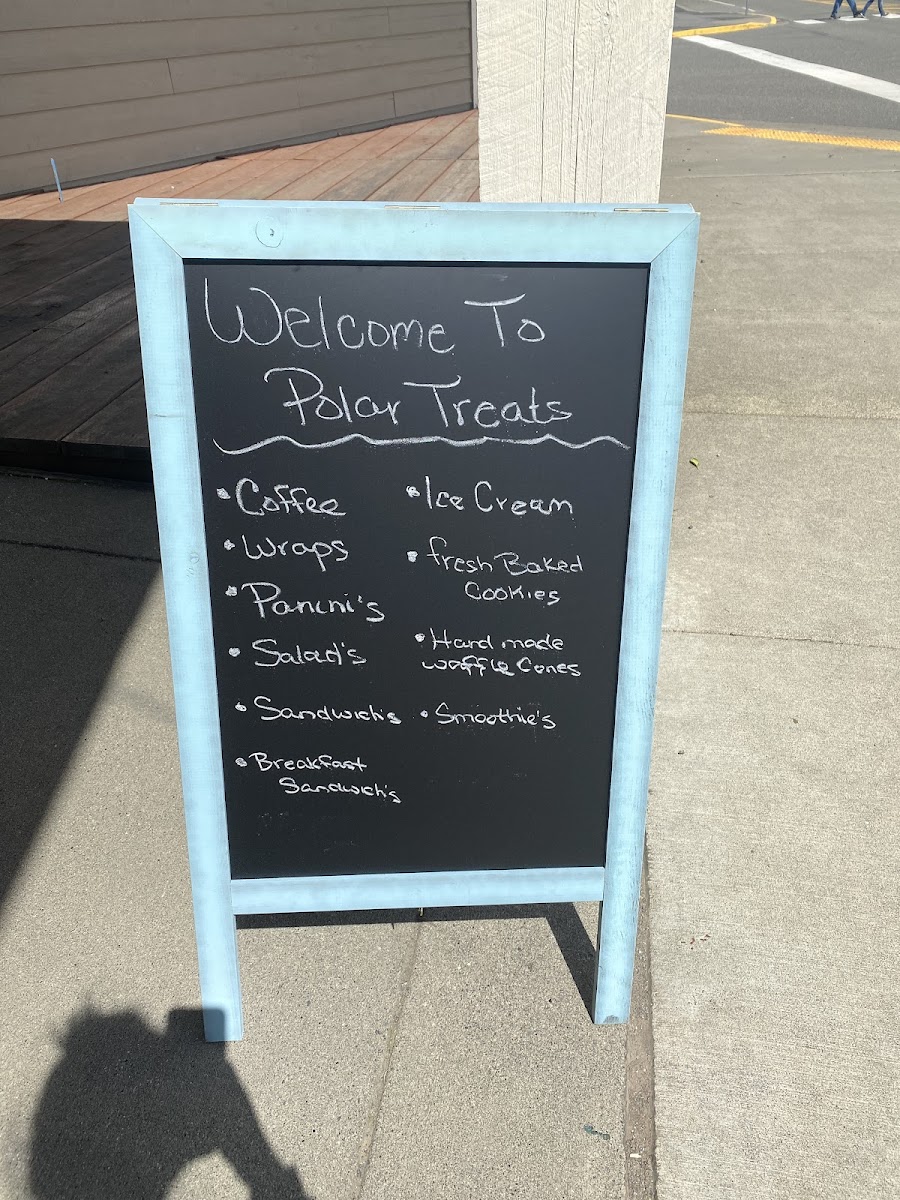 Welcome To
Polar Treats
• Coffee
• Wraps
• Panini's
• Salad's
• Sandwich's
• Breakfast
Sandwich's
• Ice Cream
• fresh Baked
Cookies
• Hand made
waffle Cones
• Smoothie's